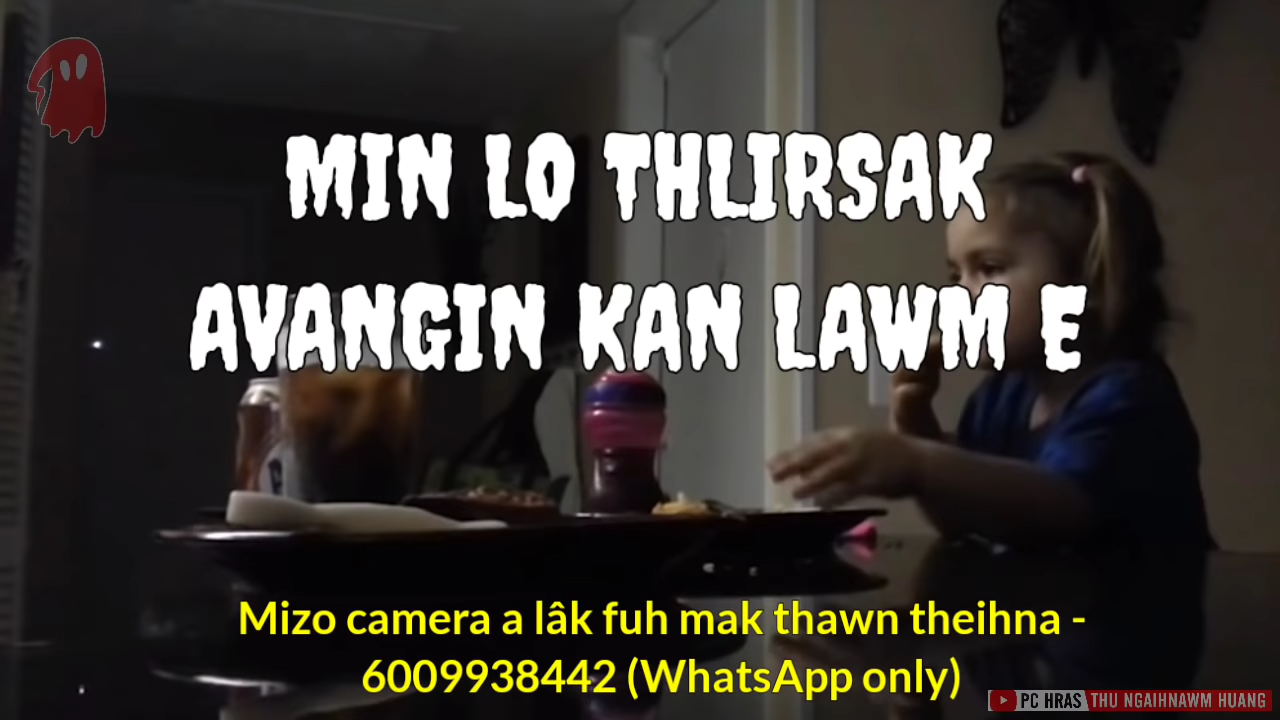 MIN LO THLIRSAK
AVANGIN KAN LAWM E
Mizo camera a lâk fuh mak thawn theihna -
6009938442 (WhatsApp only)
PC HRAS THU NGAIHNAWM HUANG